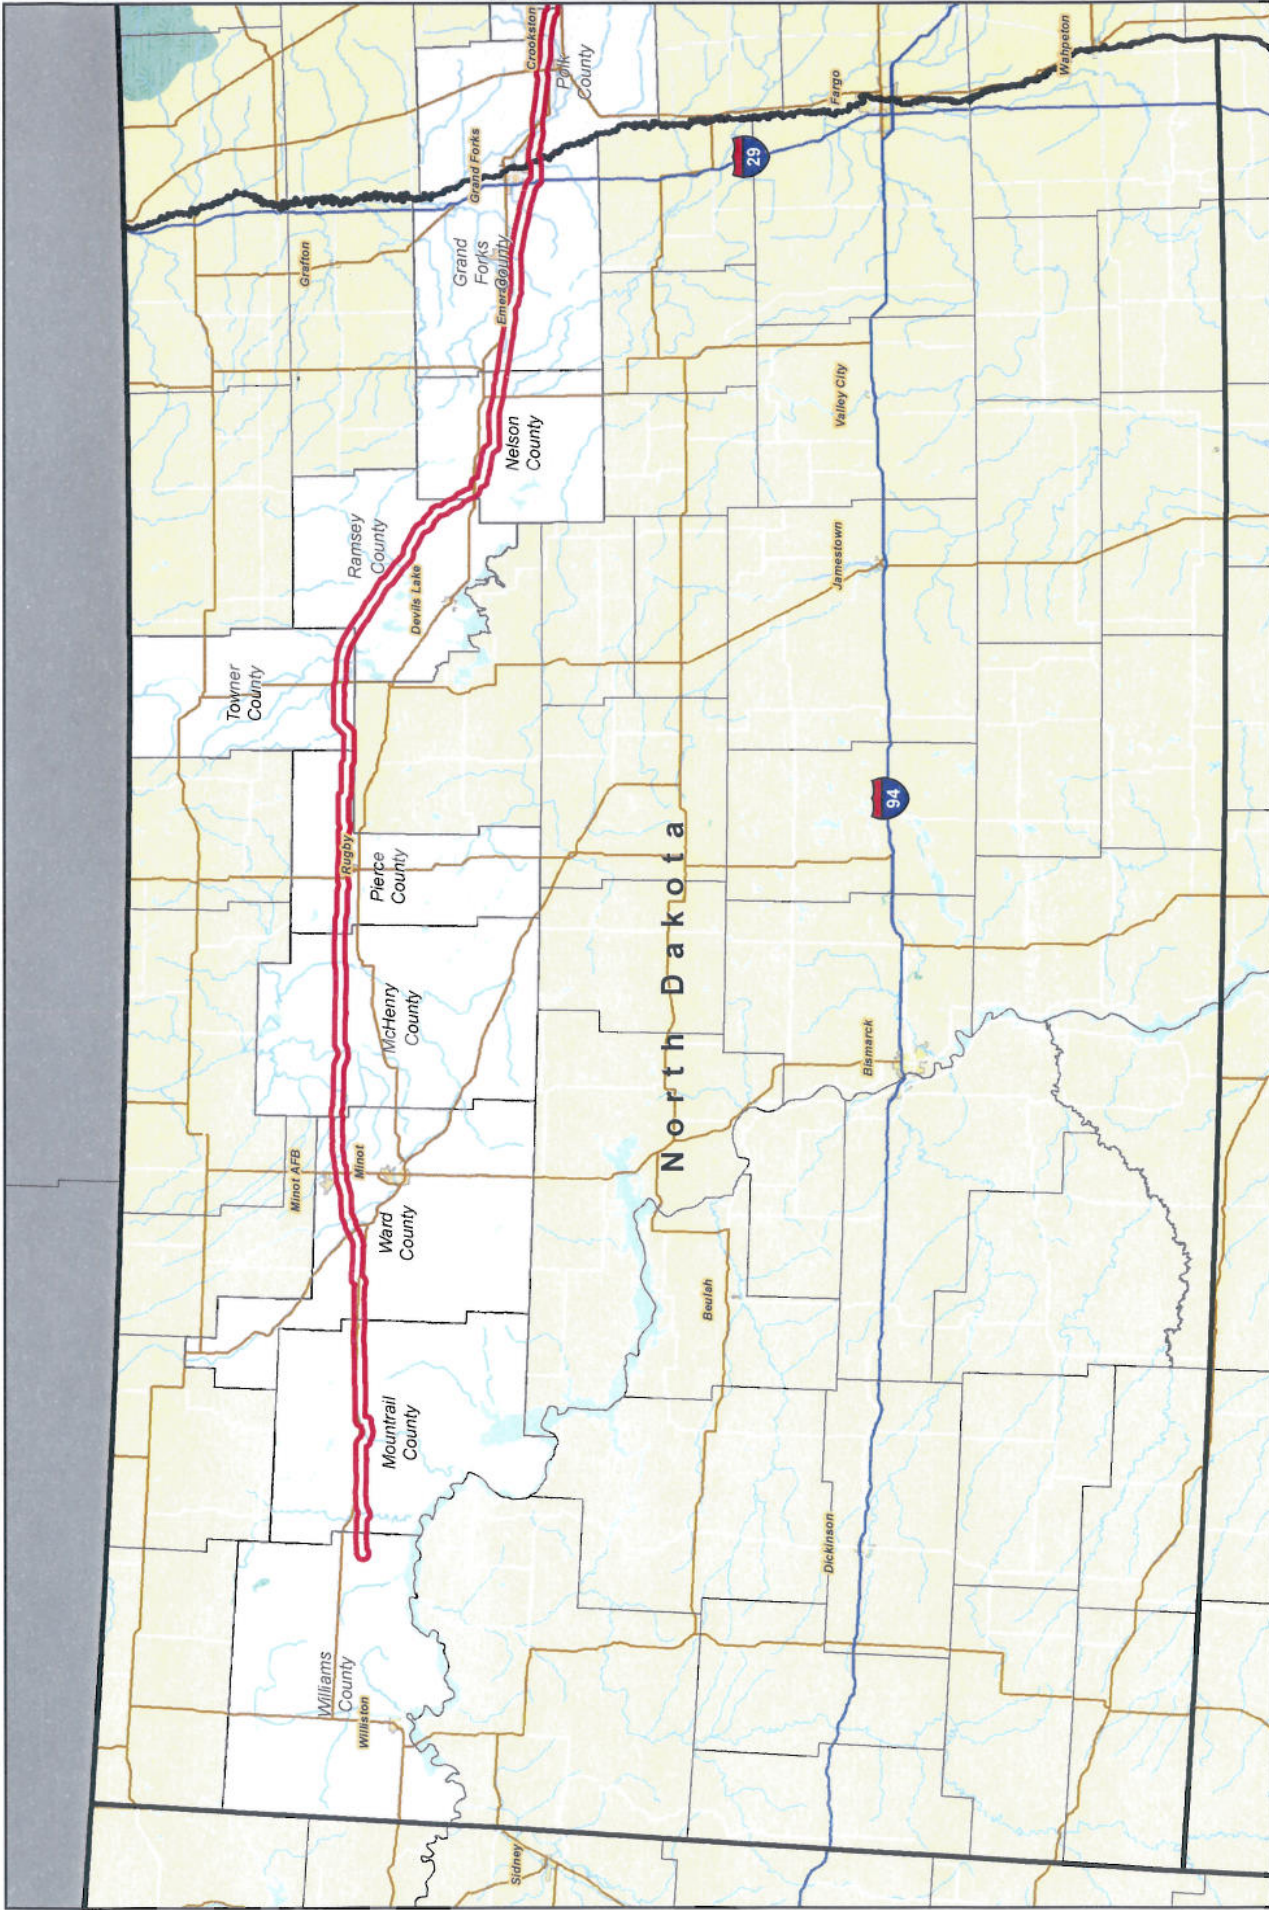 Williams
County
Williston
Sidney
Mountrail
County
Ward
County
Minot AFB
Minot
McHenry
County
Pierce
County
Rugby
Towner
County
Ramsey
County
Devils Lake
Nelson
County
Grand
Forks
County
Grand Forks
Grafton
Crookston
Polk
County
North Dakota
Beulah
Dickinson
Bismarck
94
Jamestown
Valley City
29
Fargo
Wahpeton